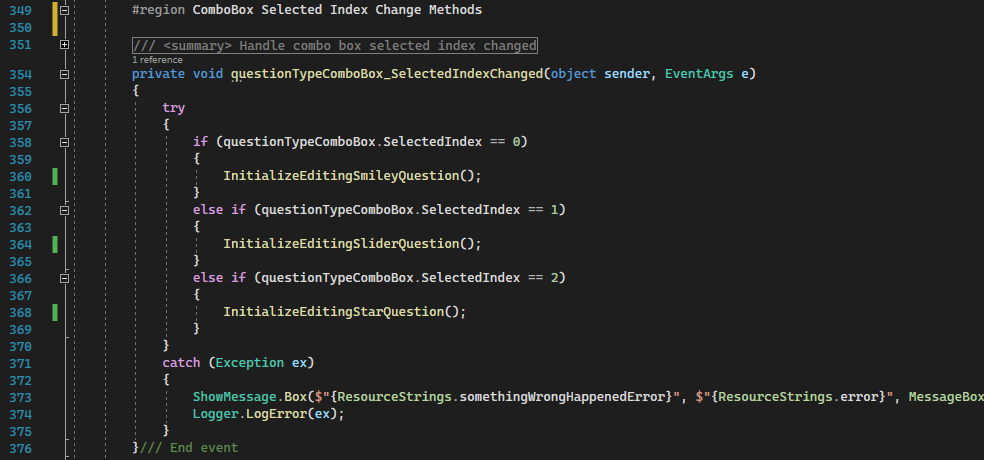 349 #region ComboBox Selected Index Change Methods
350
351 /// <summary> Handle combo box selected index changed
1 reference
354 private void questionTypeComboBox_SelectedIndexChanged(object sender, EventArgs e)
355 {
356 try
357 {
358 if (questionTypeComboBox.SelectedIndex == 0)
359 {
360 InitializeEditingSmileyQuestion();
361 }
362 else if (questionTypeComboBox.SelectedIndex == 1)
363 {
364 InitializeEditingSliderQuestion();
365 }
366 else if (questionTypeComboBox.SelectedIndex == 2)
367 {
368 InitializeEditingStarQuestion();
369 }
370 }
371 catch (Exception ex)
372 {
373 ShowMessage.Box($"{ResourceStrings.somethingWrongHappenedError}", $"{ResourceStrings.error}", MessageBox
374 Logger.LogError(ex);
375 }
376 }/// End event